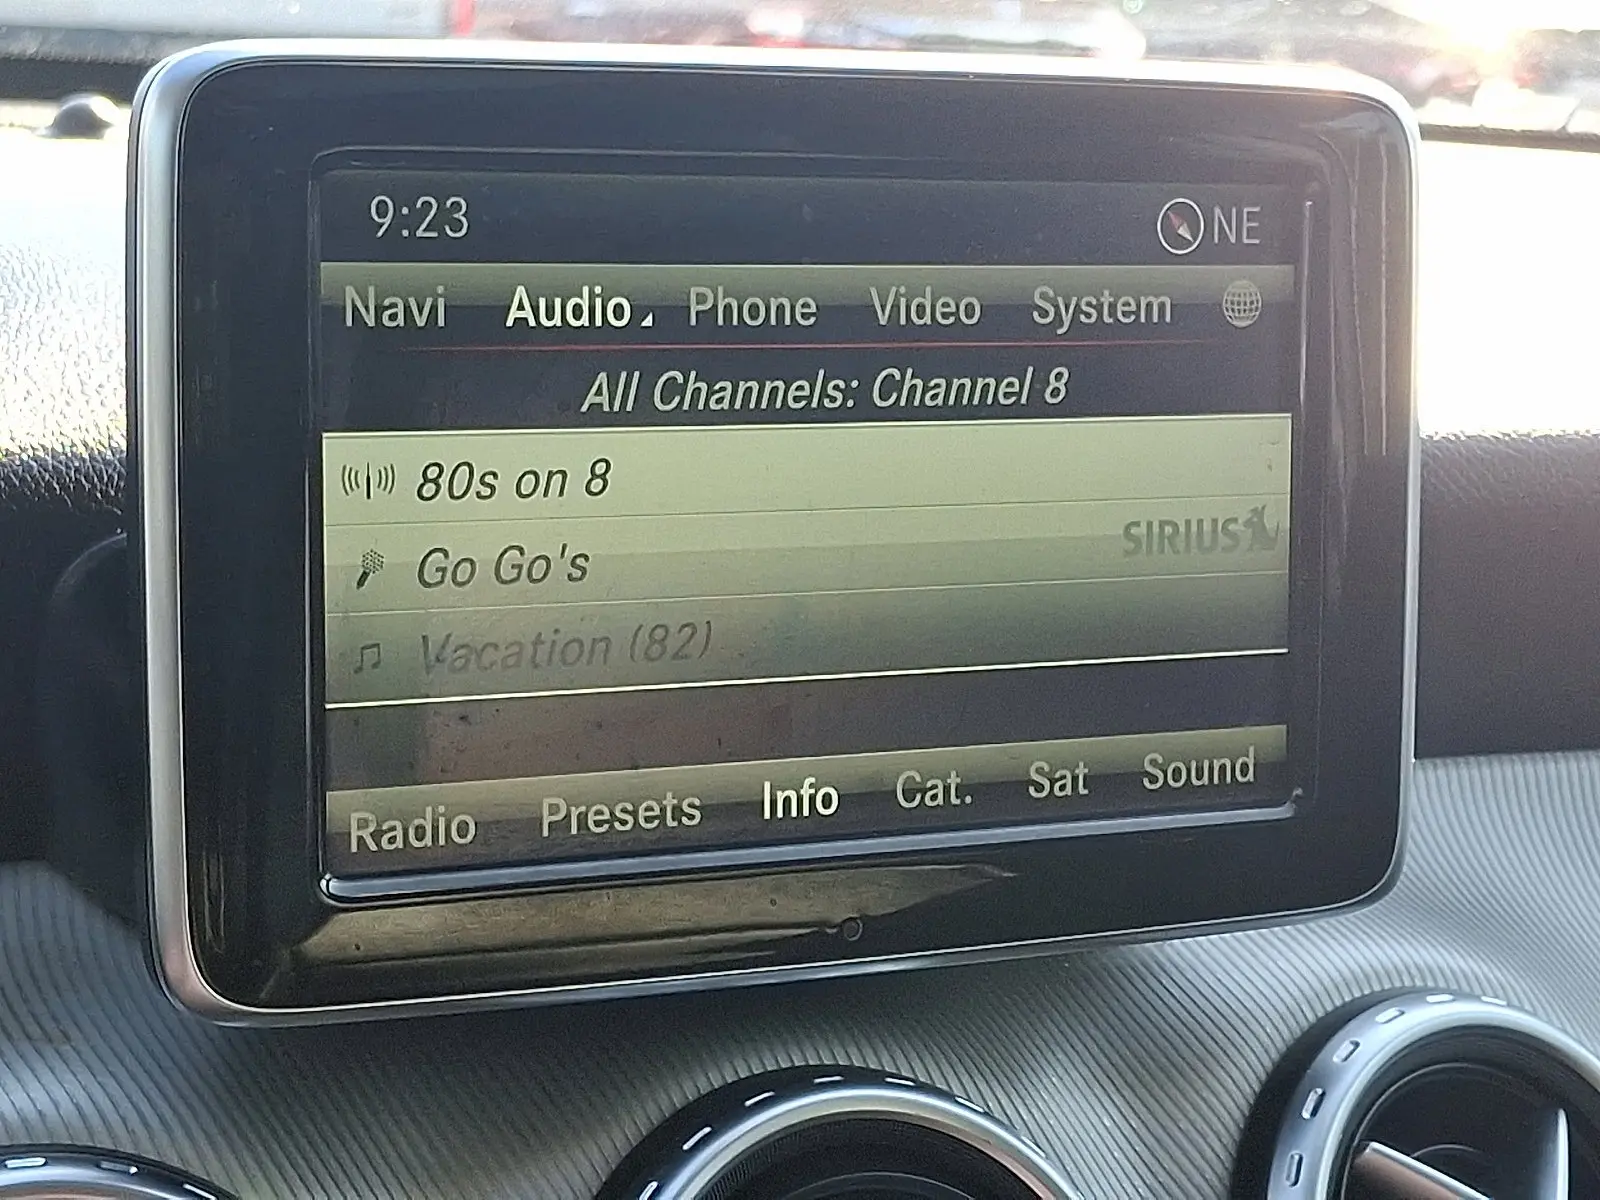 9:23 NE
Navi Audio Phone Video System
All Channels: Channel 8
80s on 8
SIRIUS
Go Go's
Vacation (82)
Radio Presets Info Cat. Sat Sound